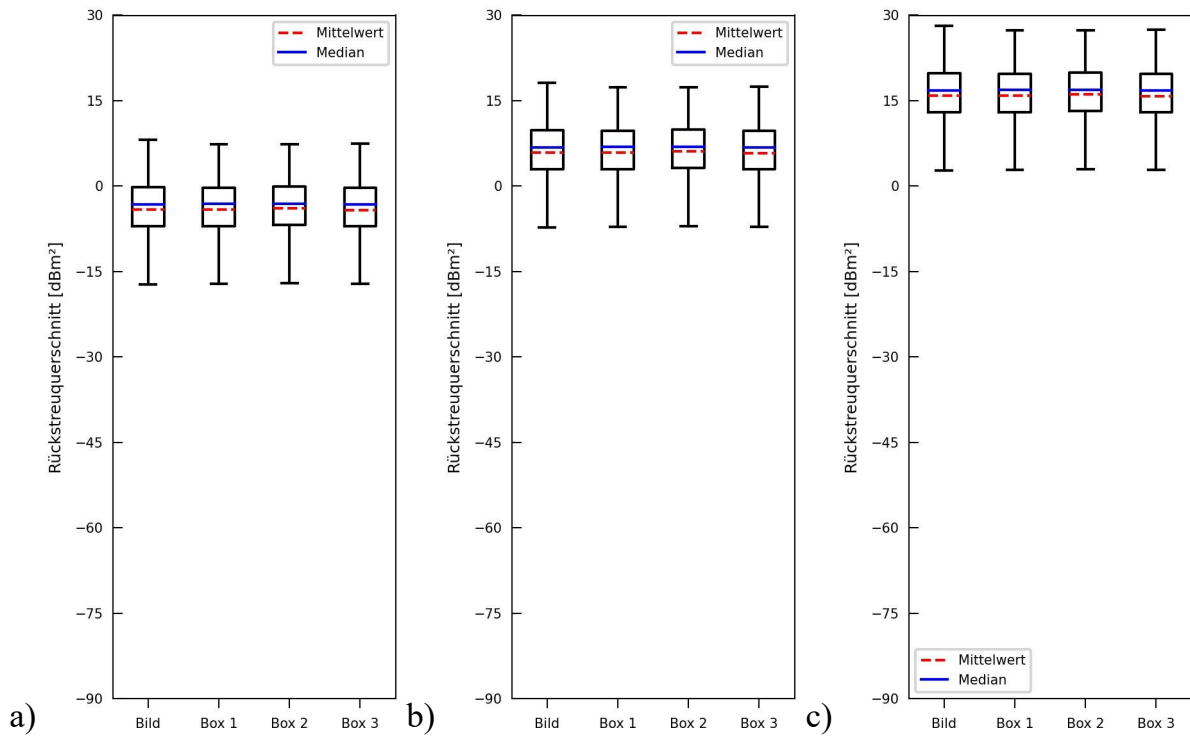 a)
Rückstreuquerschnitt [dBm²]
30
15
0
−15
−30
−45
−60
−75
−90
Mittelwert
Median
Bild Box 1 Box 2 Box 3
b)
Rückstreuquerschnitt [dBm²]
30
15
0
−15
−30
−45
−60
−75
−90
Mittelwert
Median
Bild Box 1 Box 2 Box 3
c)
Rückstreuquerschnitt [dBm²]
30
15
0
−15
−30
−45
−60
−75
−90
Mittelwert
Median
Bild Box 1 Box 2 Box 3